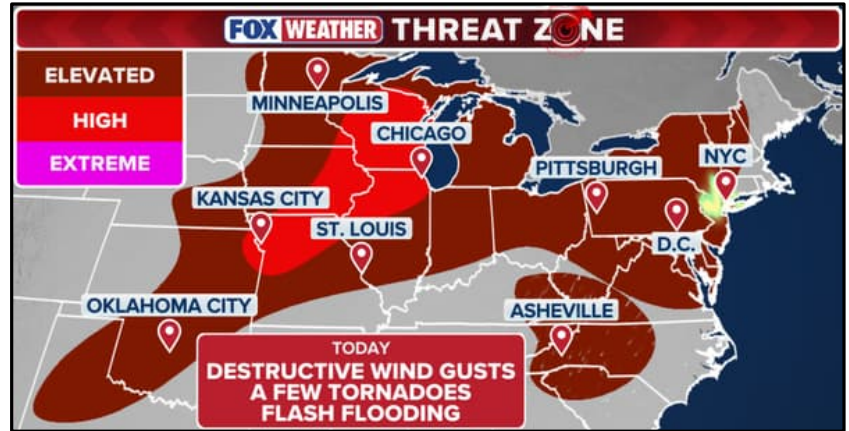 FOX WEATHER THREAT ZONE
ELEVATED
HIGH
EXTREME
MINNEAPOLIS
CHICAGO
PITTSBURGH
NYC
KANSAS CITY
ST. LOUIS
D.C.
OKLAHOMA CITY
ASHEVILLE
TODAY
DESTRUCTIVE WIND GUSTS
A FEW TORNADOES
FLASH FLOODING